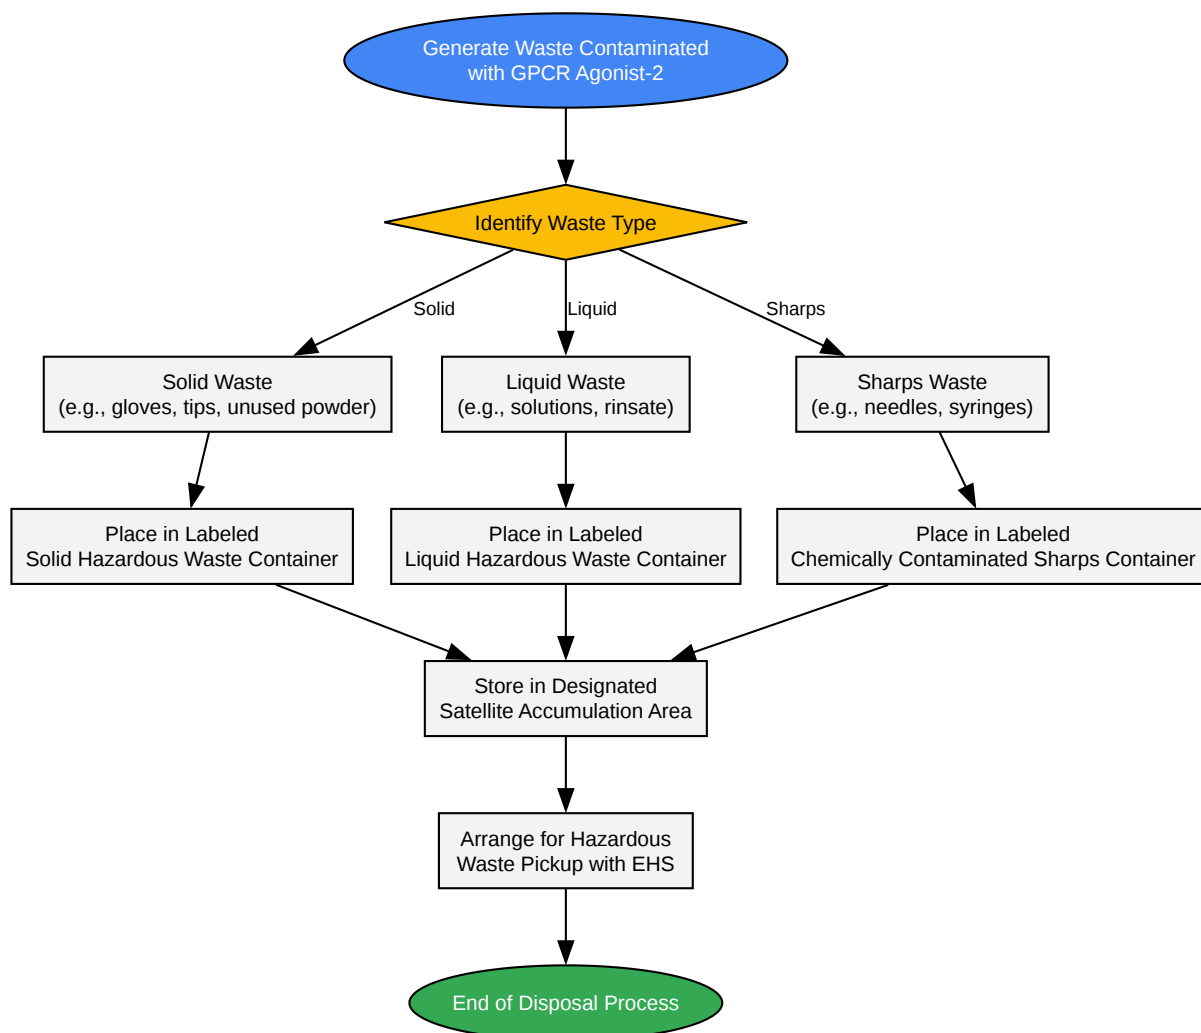 Generate Waste Contaminated
with GPCR Agonist-2
Identify Waste Type
Solid
Liquid
Sharps
Solid Waste
(e.g., gloves, tips, unused powder)
Liquid Waste
(e.g., solutions, rinsate)
Sharps Waste
(e.g., needles, syringes)
Place in Labeled
Solid Hazardous Waste Container
Place in Labeled
Liquid Hazardous Waste Container
Place in Labeled
Chemically Contaminated Sharps Container
Store in Designated
Satellite Accumulation Area
Arrange for Hazardous
Waste Pickup with EHS
End of Disposal Process